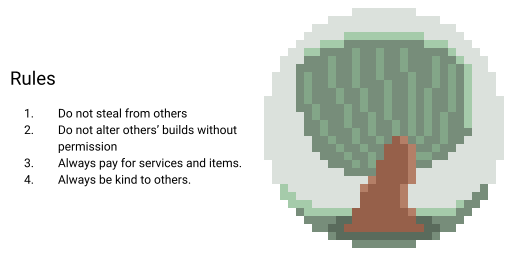 Rules
1. Do not steal from others
2. Do not alter others' builds without
permission
3. Always pay for services and items.
4. Always be kind to others.